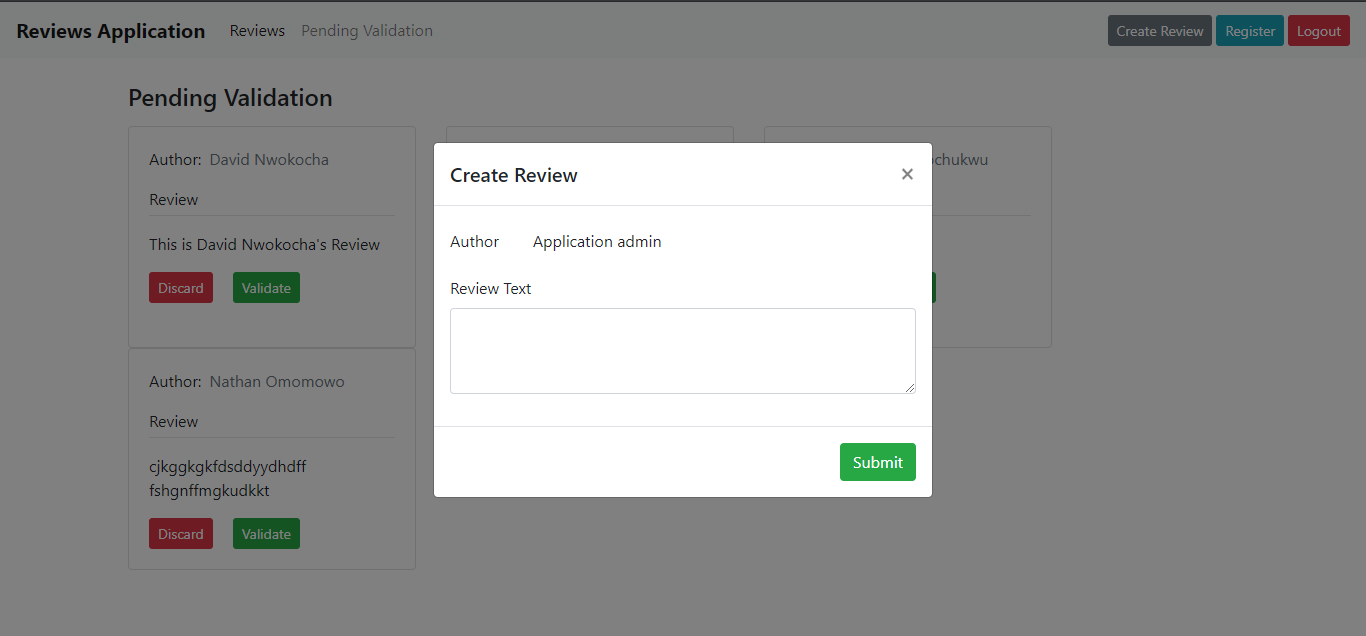 Reviews Application Reviews Pending Validation Create Review Register Logout
Pending Validation
Author: David Nwokocha
Review
This is David Nwokocha's Review
Discard Validate
Create Review ×
Author Application admin
Review Text
Submit
Author: Nathan Omomowo
Review
cjkggkgkfdsddyydhdff
fshgnffmgkudkkt
Discard Validate